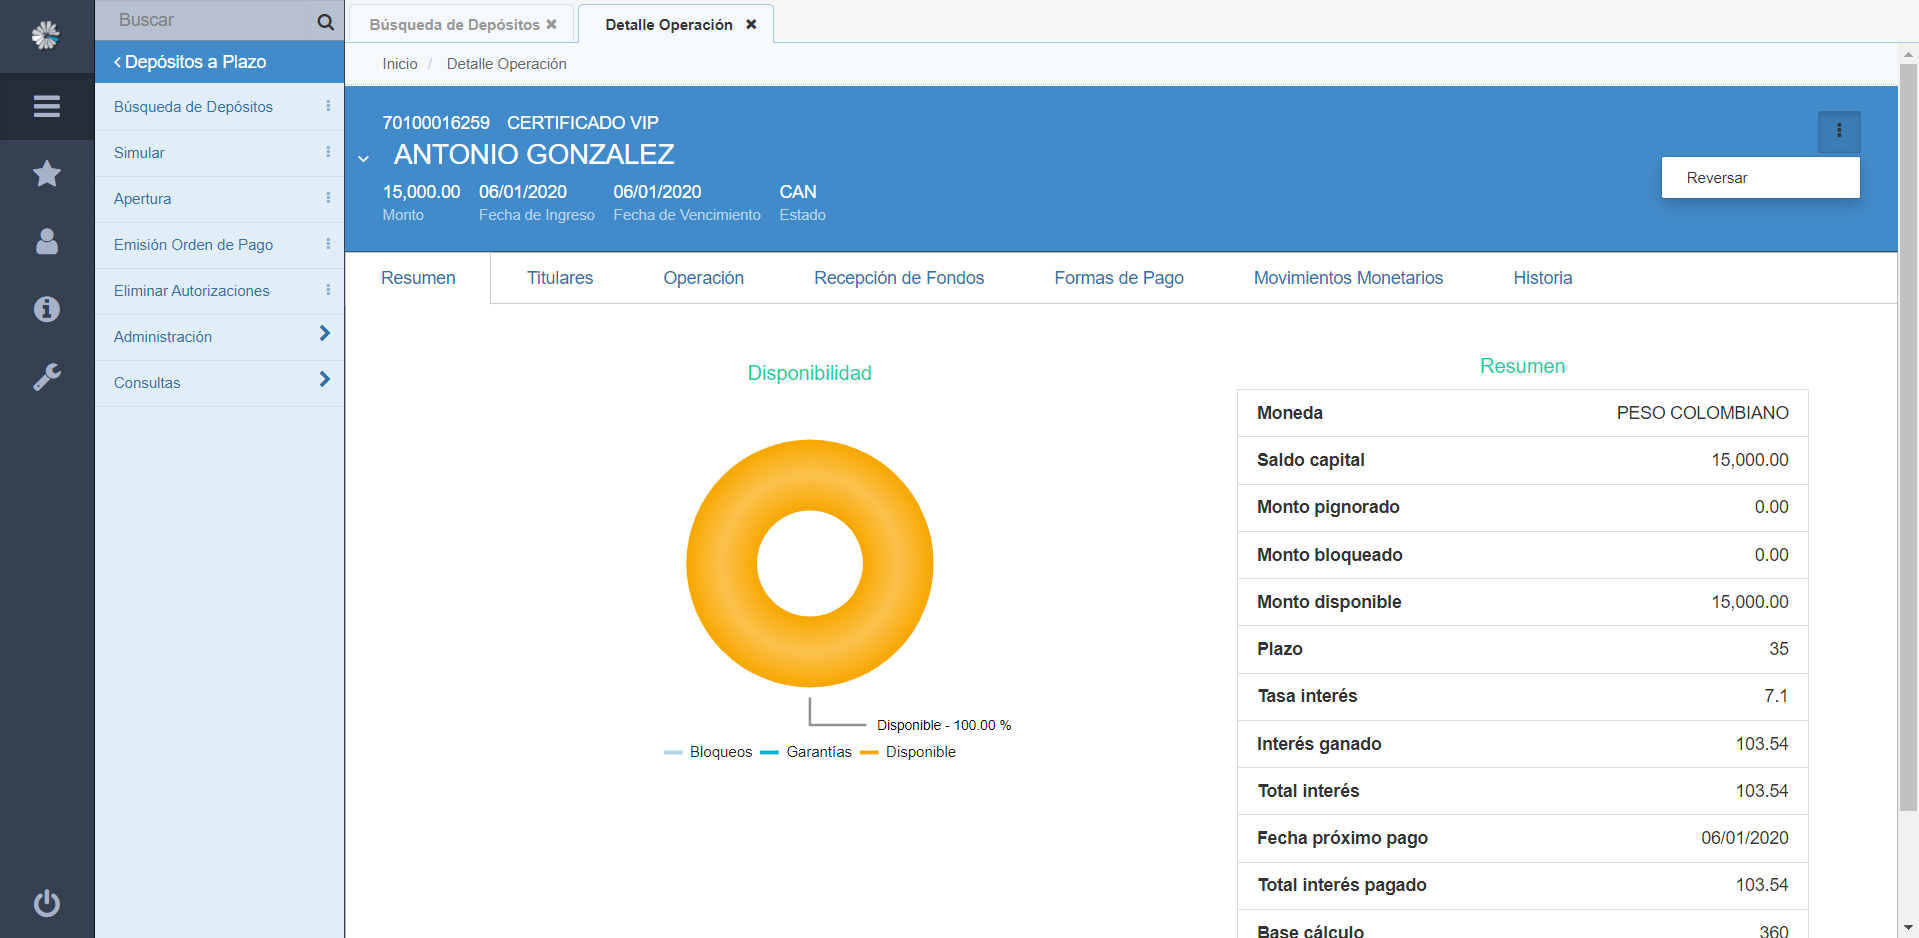 Buscar
Depósitos a Plazo
Búsqueda de Depósitos
Simular
Apertura
Emisión Orden de Pago
Eliminar Autorizaciones
Administración
Consultas
Búsqueda de Depósitos
Detalle Operación
Inicio / Detalle Operación
70100016259 CERTIFICADO VIP
ANTONIO GONZALEZ
15,000.00 06/01/2020 06/01/2020 CAN
Monto Fecha de Ingreso Fecha de Vencimiento Estado
Reversar
Resumen Titulares Operación Recepción de Fondos Formas de Pago Movimientos Monetarios Historia
Disponibilidad
Disponible - 100.00 %
Bloqueos Garantías Disponible
Resumen
Moneda PESO COLOMBIANO
Saldo capital 15,000.00
Monto pignorado 0.00
Monto bloqueado 0.00
Monto disponible 15,000.00
Plazo 35
Tasa interés 7.1
Interés ganado 103.54
Total interés 103.54
Fecha próximo pago 06/01/2020
Total interés pagado 103.54
Base cálculo 360